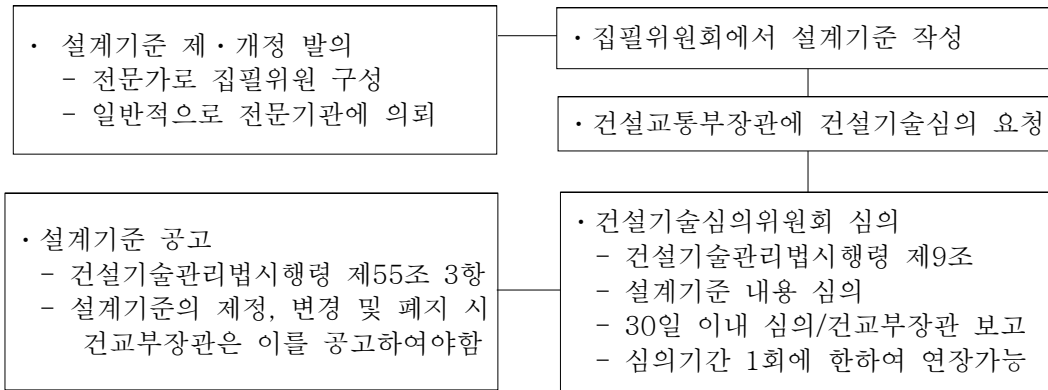 · 설계기준 제·개정 발의
- 전문가로 집필위원 구성
- 일반적으로 전문기관에 의뢰
· 집필위원회에서 설계기준 작성
· 건설교통부장관에 건설기술심의 요청
· 건설기술심의위원회 심의
- 건설기술관리법시행령 제9조
- 설계기준 내용 심의
- 30일 이내 심의/건교부장관 보고
- 심의기간 1회에 한하여 연장가능
· 설계기준 공고
- 건설기술관리법시행령 제55조 3항
- 설계기준의 제정, 변경 및 폐지 시
건교부장관은 이를 공고하여야함